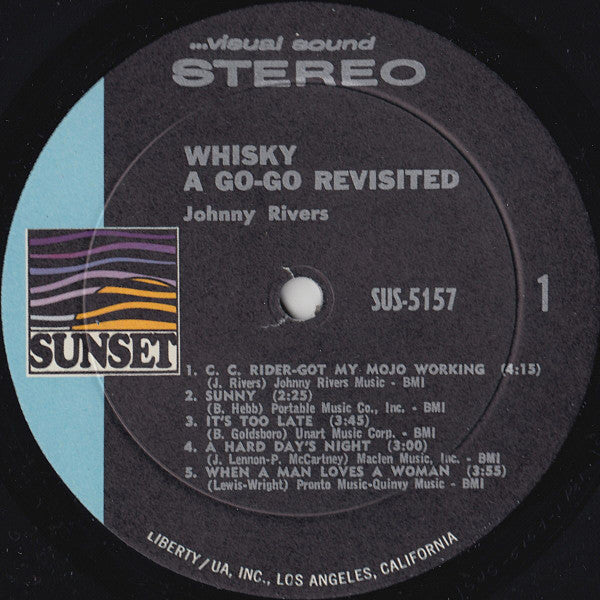 ...visual sound
STEREO
WHISKY
A GO-GO REVISITED
Johnny Rivers
SUS-5157
1
SUNSET
1. C. C. RIDER-GOT MY MOJO WORKING (4:15)
(J. Rivers) Johnny Rivers Music - BMI
2. SUNNY (2:25)
(B. Hebb) Portable Music Co., Inc. - BMI
3. IT'S TOO LATE (3:45)
(B. Goldsboro) Unart Music Corp. - BMI
4. A HARD DAY'S NIGHT (3:00)
(J. Lennon-P. McCartney) Maclen Music, Inc. - BMI
5. WHEN A MAN LOVES A WOMAN (3:55)
(Lewis-Wright) Pronto Music-Quinvy Music - BMI
LIBERTY/UA, INC., LOS ANGELES, CALIFORNIA